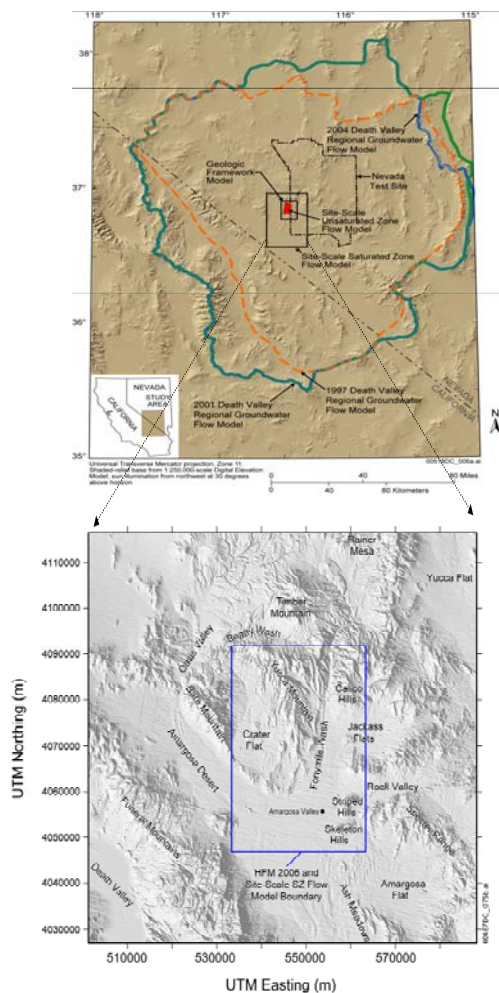 118°
117°
116°
115°
38°
2004 Death Valley
Regional Groundwater
Flow Model
Geologic
Framework
Model
Nevada
Test Site
37°
Site-Scale
Unsaturated Zone
Flow Model
Site-Scale Saturated Zone
Flow Model
36°
NEVADA
CALIFORNIA
NEVADA
STUDY
AREA
CALIFORNIA
1997 Death Valley
Regional Groundwater
Flow Model
2001 Death Valley
Regional Groundwater
Flow Model
N
35°
Universal Transverse Mercator projection, Zone 11.
Shaded-relief base from 1:250,000-scale Digital Elevation
Model; sun illumination from northwest at 30 degrees
above horizon
0 40 80 Miles
0 40 80 Kilometers
4110000
4100000
4090000
4080000
4070000
4060000
4050000
4040000
4030000
UTM Northing (m)
Mesa
Yucca Flat
Timber
Mountain
Beatty Wash
Oasis Valley
Yucca Mountain
Calico
Hills
Bare Mountain
Crater
Flat
Fortymile Wash
Jackass
Flats
Amargosa Desert
Rock Valley
Amargosa Valley
Striped
Hills
Specter Range
Skeleton
Hills
Funeral Mountains
HFM 2006 and
Site-Scale SZ Flow
Model Boundary
Ash Meadows
Amargosa
Flat
Death Valley
510000
530000
550000
570000
UTM Easting (m)